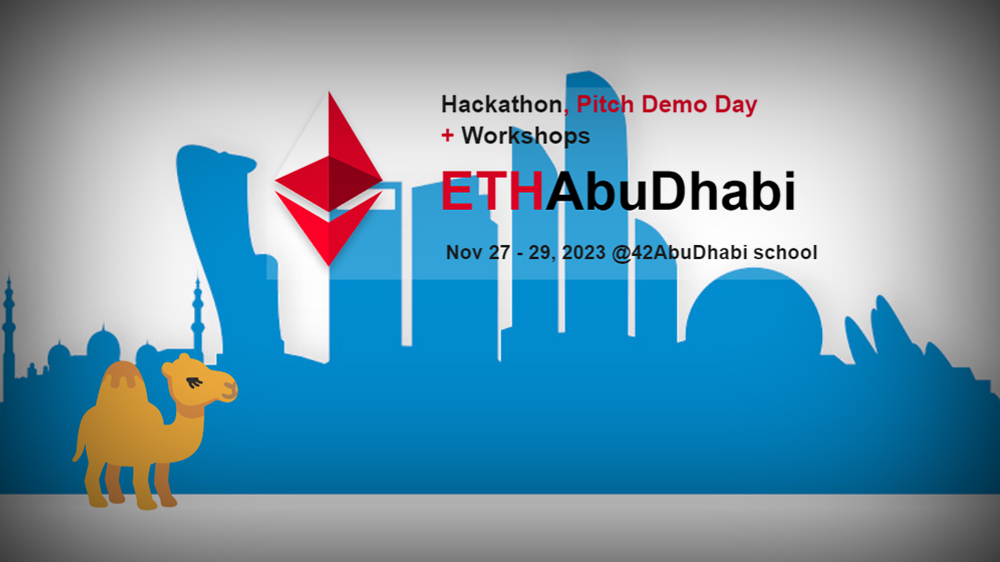 Hackathon, Pitch Demo Day
+ Workshops
ETHAbuDhabi
Nov 27 - 29, 2023 @42AbuDhabi school